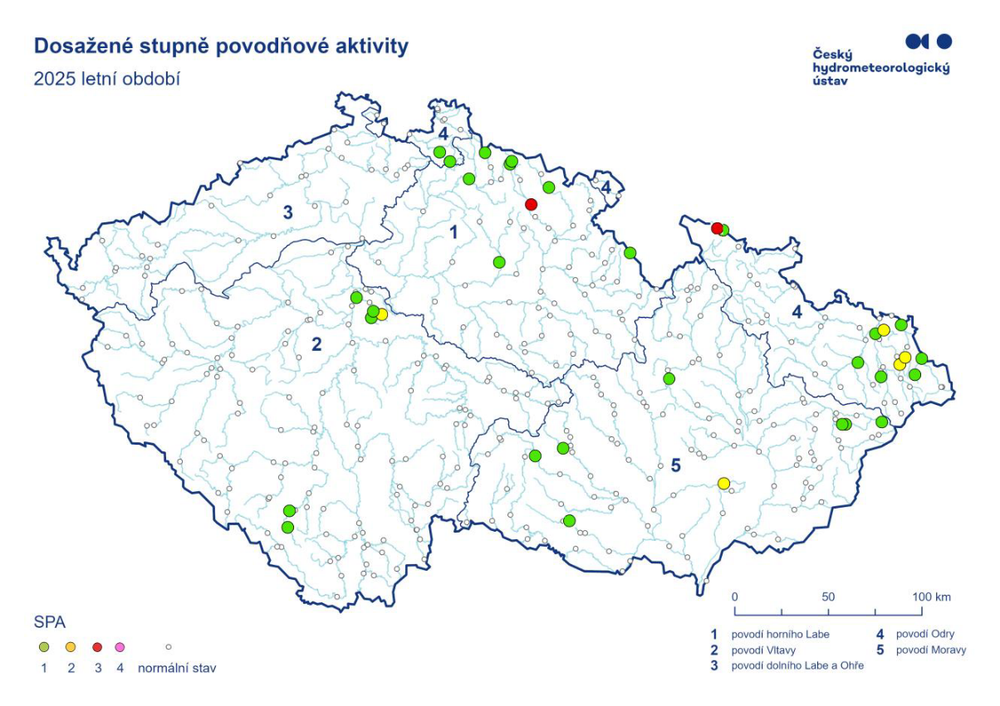 Dosažené stupně povodňové aktivity
2025 letní období
Český
hydrometeorologický
ústav
4
4
3
1
4
2
5
0 50 100 km
SPA
1 2 3 4 normální stav
1 povodí horního Labe
2 povodí Vltavy
3 povodí dolního Labe a Ohře
4 povodí Odry
5 povodí Moravy